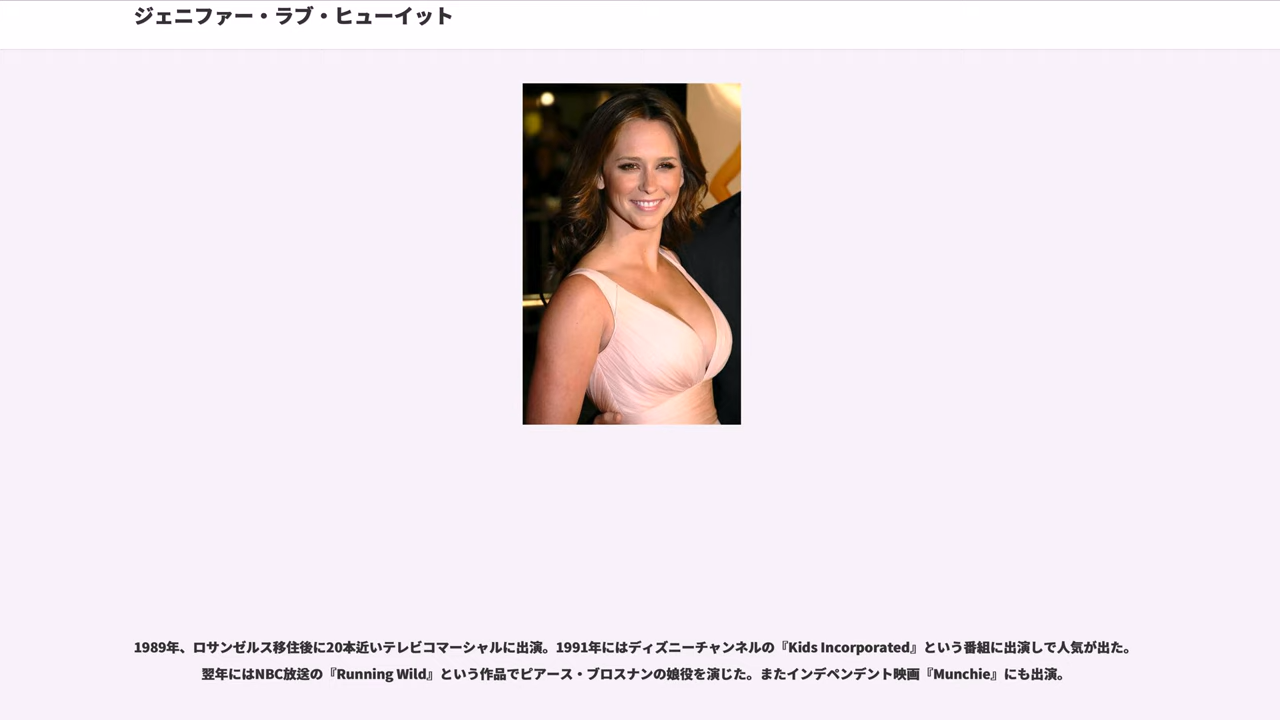 ジェニファー・ラブ・ヒューイット
1989年、ロサンゼルス移住後に20本近いテレビコマーシャルに出演。1991年にはディズニーチャンネルの『Kids Incorporated』という番組に出演しで人気が出た。
翌年にはNBC放送の『Running Wild』という作品でピアース・ブロスナンの娘役を演じた。またインデペンデント映画『Munchie』にも出演。